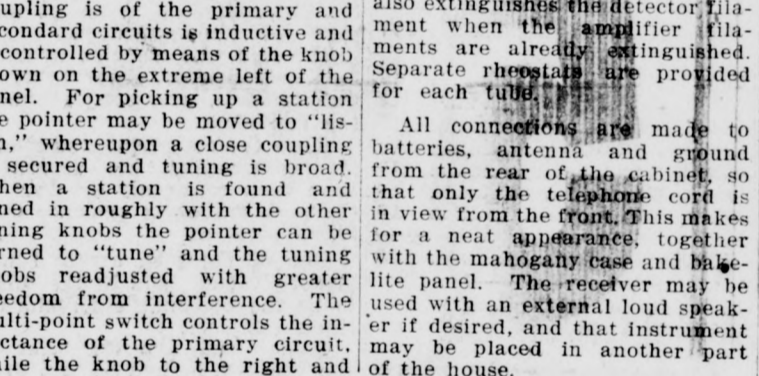 upling is of the primary and
condard circuits is inductive and
controlled by means of the knob
own on the extreme left of the
nel. For picking up a station
e pointer may be moved to "lis-
n," whereupon a close coupling
secured and tuning is broad.
hen a station is found and
ned in roughly with the other
ning knobs the pointer can be
rned to "tune" and the tuning
obs readjusted with greater
eedom from interference. The
ulti-point switch controls the in-
ctance of the primary circuit,
ile the knob to the right and
also extinguishes the detector fila-
ment when the amplifier fila-
ments are already extinguished.
Separate rheostats are provided
for each tube.
All connections are made to
batteries, antenna and ground
from the rear of the cabinet, so
that only the telephone cord is
in view from the front. This makes
for a neat appearance, together
with the mahogany case and bake-
lite panel. The receiver may be
used with an external loud speak-
er if desired, and that instrument
may be placed in another part
of the house.